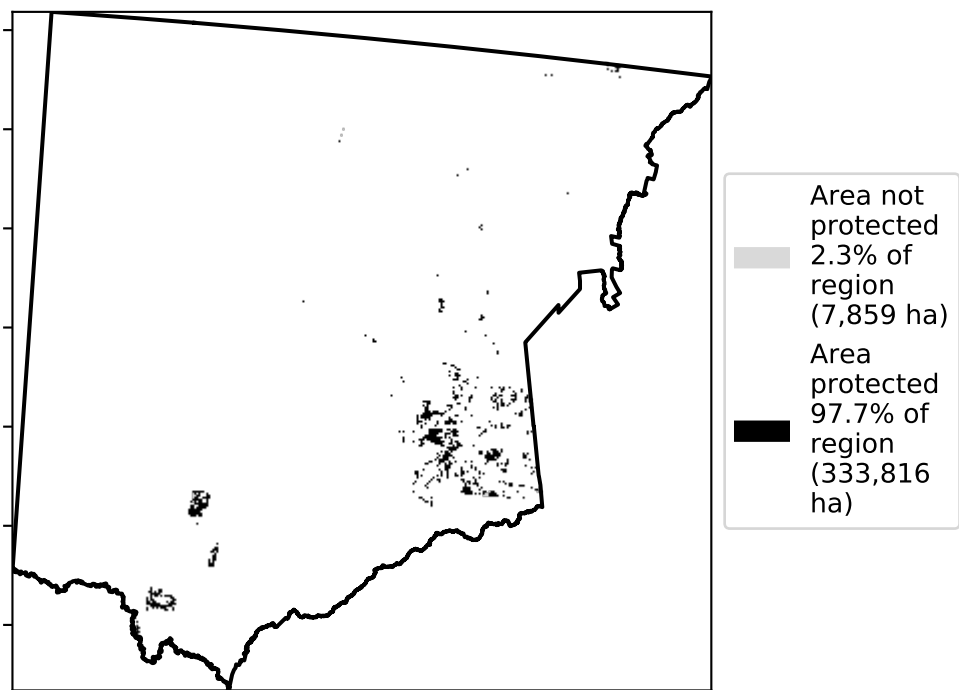 Area not
protected
2.3% of
region
(7,859 ha)
Area
protected
97.7% of
region
(333,816
ha)